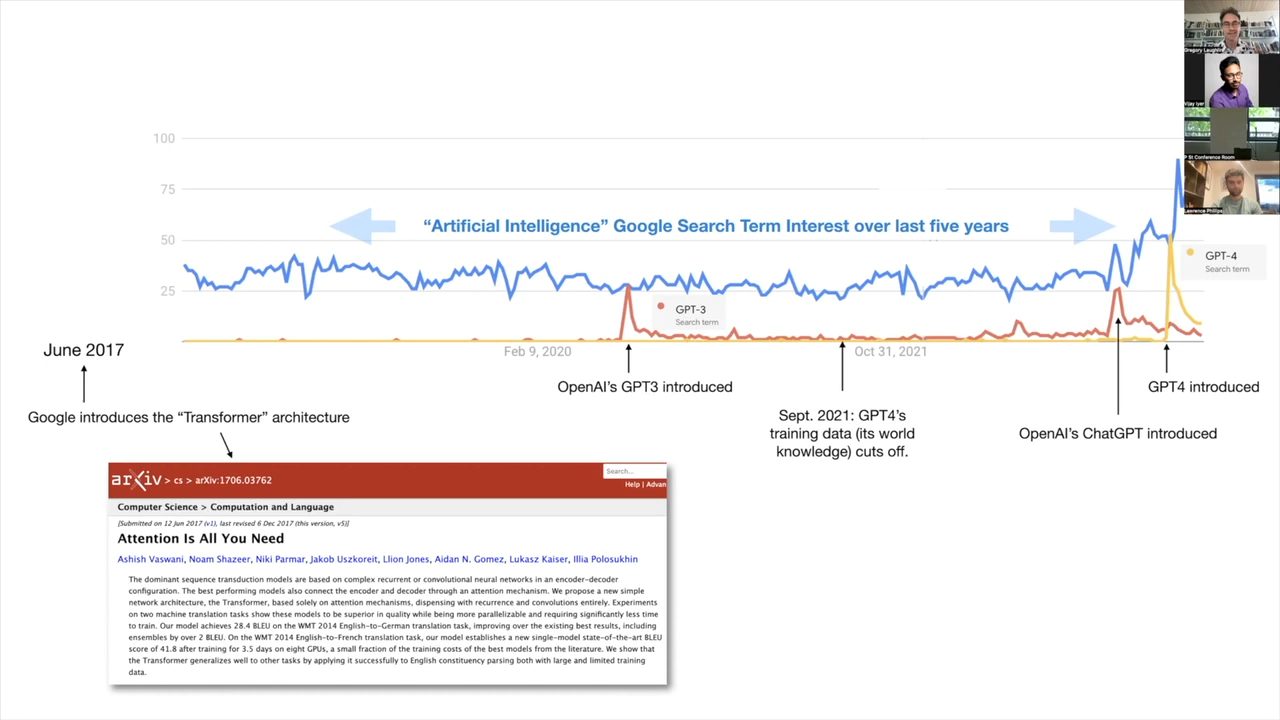 Gregory Laughlin
Vijay Iyer
P St Conference Room
Lawrence Phillips
100
75
50
25
“Artificial Intelligence” Google Search Term Interest over last five years
GPT-4
Search term
GPT-3
Search term
Feb 9, 2020
Oct 31, 2021
June 2017
OpenAI’s GPT3 introduced
GPT4 introduced
Google introduces the “Transformer” architecture
Sept. 2021: GPT4’s
training data (its world
knowledge) cuts off.
OpenAI’s ChatGPT introduced
arXiv > cs > arXiv:1706.03762
Search...
Help | Advan
Computer Science > Computation and Language
[Submitted on 12 Jun 2017 (v1), last revised 6 Dec 2017 (this version, v5)]
Attention Is All You Need
Ashish Vaswani, Noam Shazeer, Niki Parmar, Jakob Uszkoreit, Llion Jones, Aidan N. Gomez, Lukasz Kaiser, Illia Polosukhin
The dominant sequence transduction models are based on complex recurrent or convolutional neural networks in an encoder-decoder
configuration. The best performing models also connect the encoder and decoder through an attention mechanism. We propose a new simple
network architecture, the Transformer, based solely on attention mechanisms, dispensing with recurrence and convolutions entirely. Experiments
on two machine translation tasks show these models to be superior in quality while being more parallelizable and requiring significantly less time
to train. Our model achieves 28.4 BLEU on the WMT 2014 English-to-German translation task, improving over the existing best results, including
ensembles by over 2 BLEU. On the WMT 2014 English-to-French translation task, our model establishes a new single-model state-of-the-art BLEU
score of 41.8 after training for 3.5 days on eight GPUs, a small fraction of the training costs of the best models from the literature. We show that
the Transformer generalizes well to other tasks by applying it successfully to English constituency parsing both with large and limited training
data.